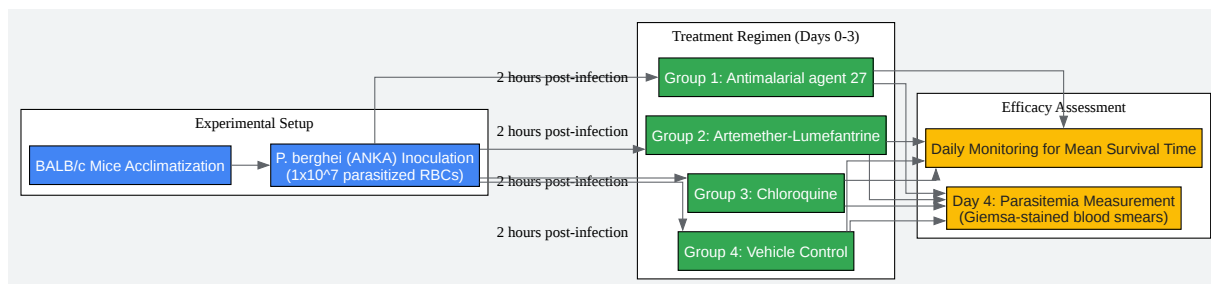 Experimental Setup
BALB/c Mice Acclimatization
P. berghei (ANKA) Inoculation
(1x10^7 parasitized RBCs)
2 hours post-infection
2 hours post-infection
2 hours post-infection
2 hours post-infection
Treatment Regimen (Days 0-3)
Group 1: Antimalarial agent 27
Group 2: Artemether-Lumefantrine
Group 3: Chloroquine
Group 4: Vehicle Control
Efficacy Assessment
Daily Monitoring for Mean Survival Time
Day 4: Parasitemia Measurement
(Giemsa-stained blood smears)